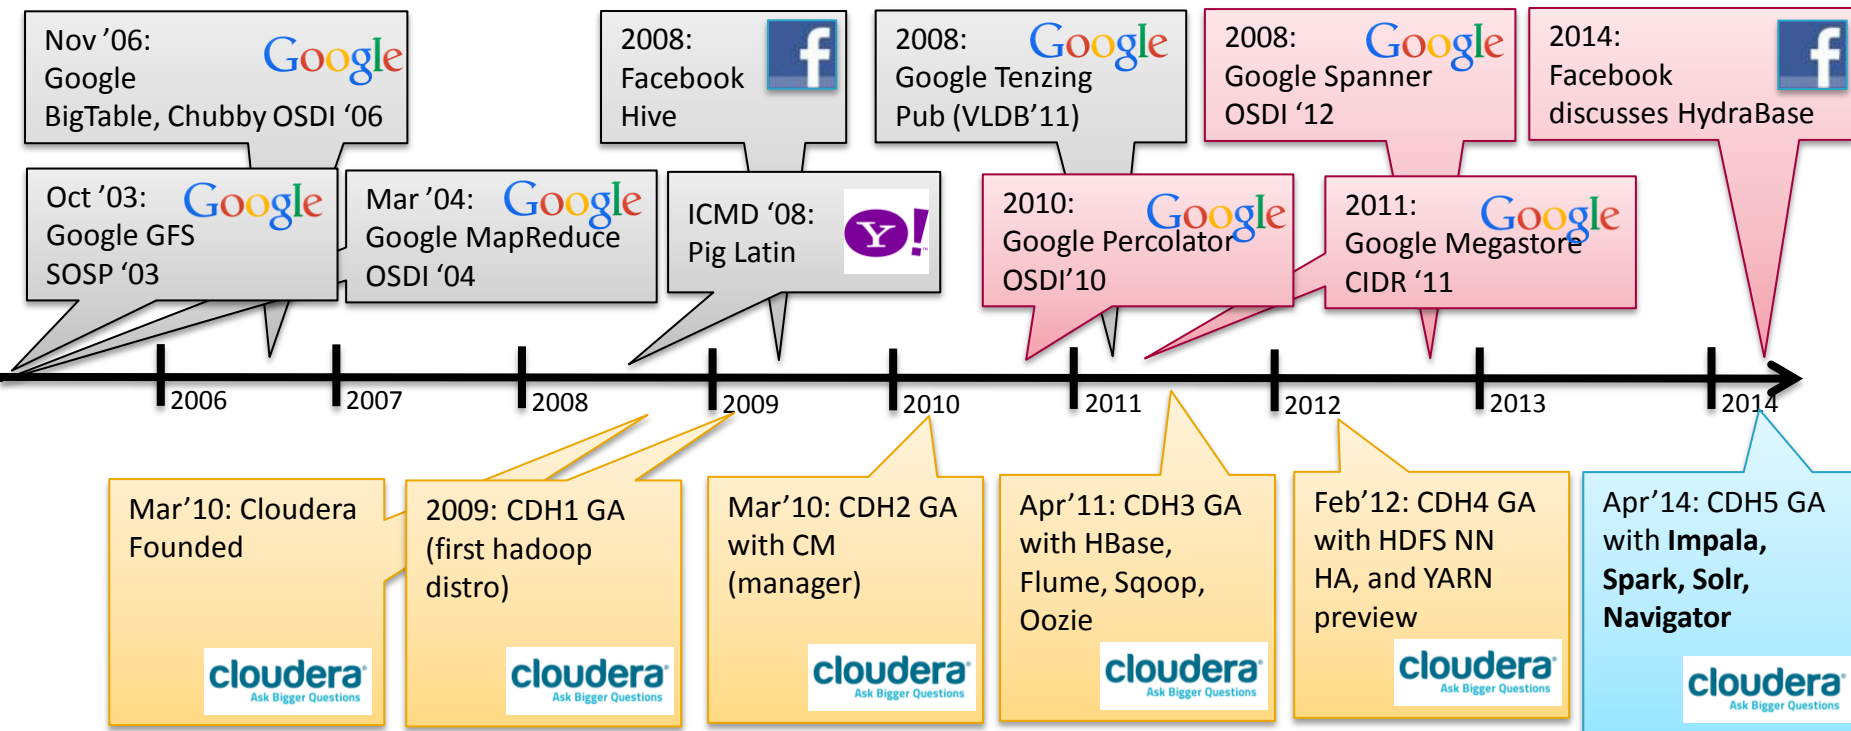 Nov ’06:
Google
Google
BigTable, Chubby OSDI ‘06
2008:
Facebook
Hive
f
2008:
Google
Google Tenzing
Pub (VLDB’11)
2008:
Google
Google Spanner
OSDI ‘12
2014:
Facebook
discusses HydraBase
f
Oct ’03:
Google
Google GFS
SOSP ‘03
Mar ’04:
Google
Google MapReduce
OSDI ‘04
ICMD ‘08:
Pig Latin
Y!
2010:
Google
Google Percolator
OSDI’10
2011:
Google
Google Megastore
CIDR ‘11
2006
2007
2008
2009
2010
2011
2012
2013
2014
Mar’10: Cloudera
Founded
cloudera
Ask Bigger Questions
2009: CDH1 GA
(first hadoop
distro)
cloudera
Ask Bigger Questions
Mar’10: CDH2 GA
with CM
(manager)
cloudera
Ask Bigger Questions
Apr’11: CDH3 GA
with HBase,
Flume, Sqoop,
Oozie
cloudera
Ask Bigger Questions
Feb’12: CDH4 GA
with HDFS NN
HA, and YARN
preview
cloudera
Ask Bigger Questions
Apr’14: CDH5 GA
with Impala,
Spark, Solr,
Navigator
cloudera
Ask Bigger Questions